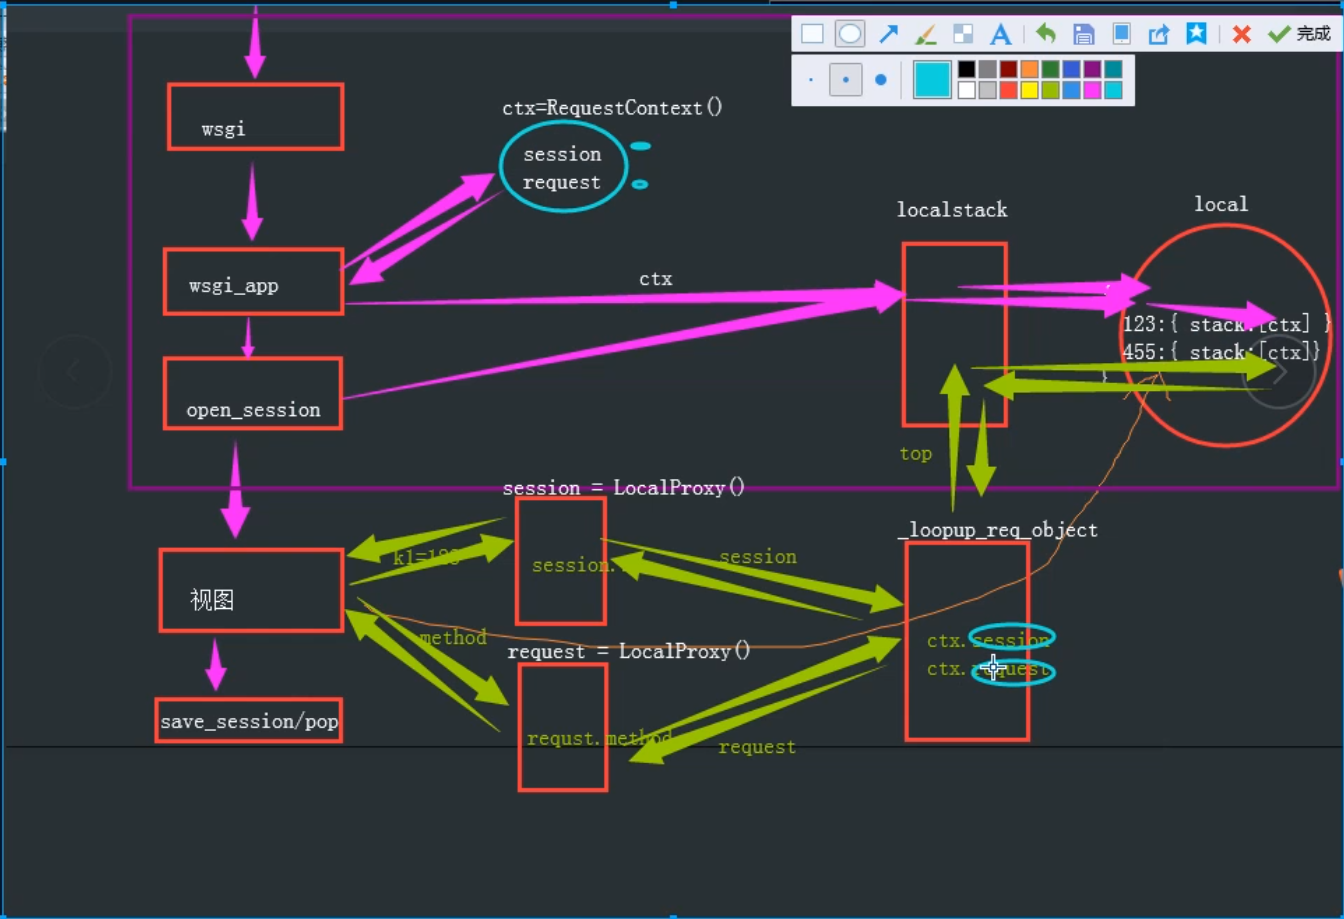 完成
ctx=RequestContext()
wsgi
session
request
localstack
local
wsgi_app
ctx
123:{ stack:[ctx] }
455:{ stack:[ctx]}
}
open_session
top
session = LocalProxy()
_loopup_req_object
k1=123
session.
session
视图
method
request = LocalProxy()
ctx.session
ctx.request
save_session/pop
requst.method
request